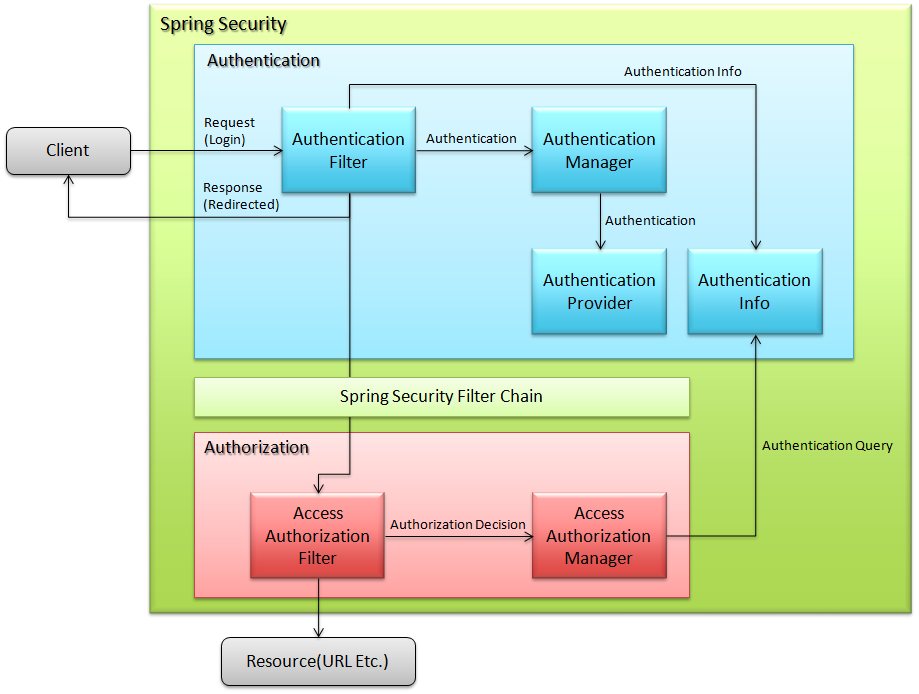 Spring Security
Authentication
Authentication Info
Request
(Login)
Authentication
Filter
Authentication
Authentication
Manager
Client
Response
(Redirected)
Authentication
Authentication
Provider
Authentication
Info
Spring Security Filter Chain
Authorization
Authentication Query
Access
Authorization
Filter
Authorization Decision
Access
Authorization
Manager
Resource(URL Etc.)